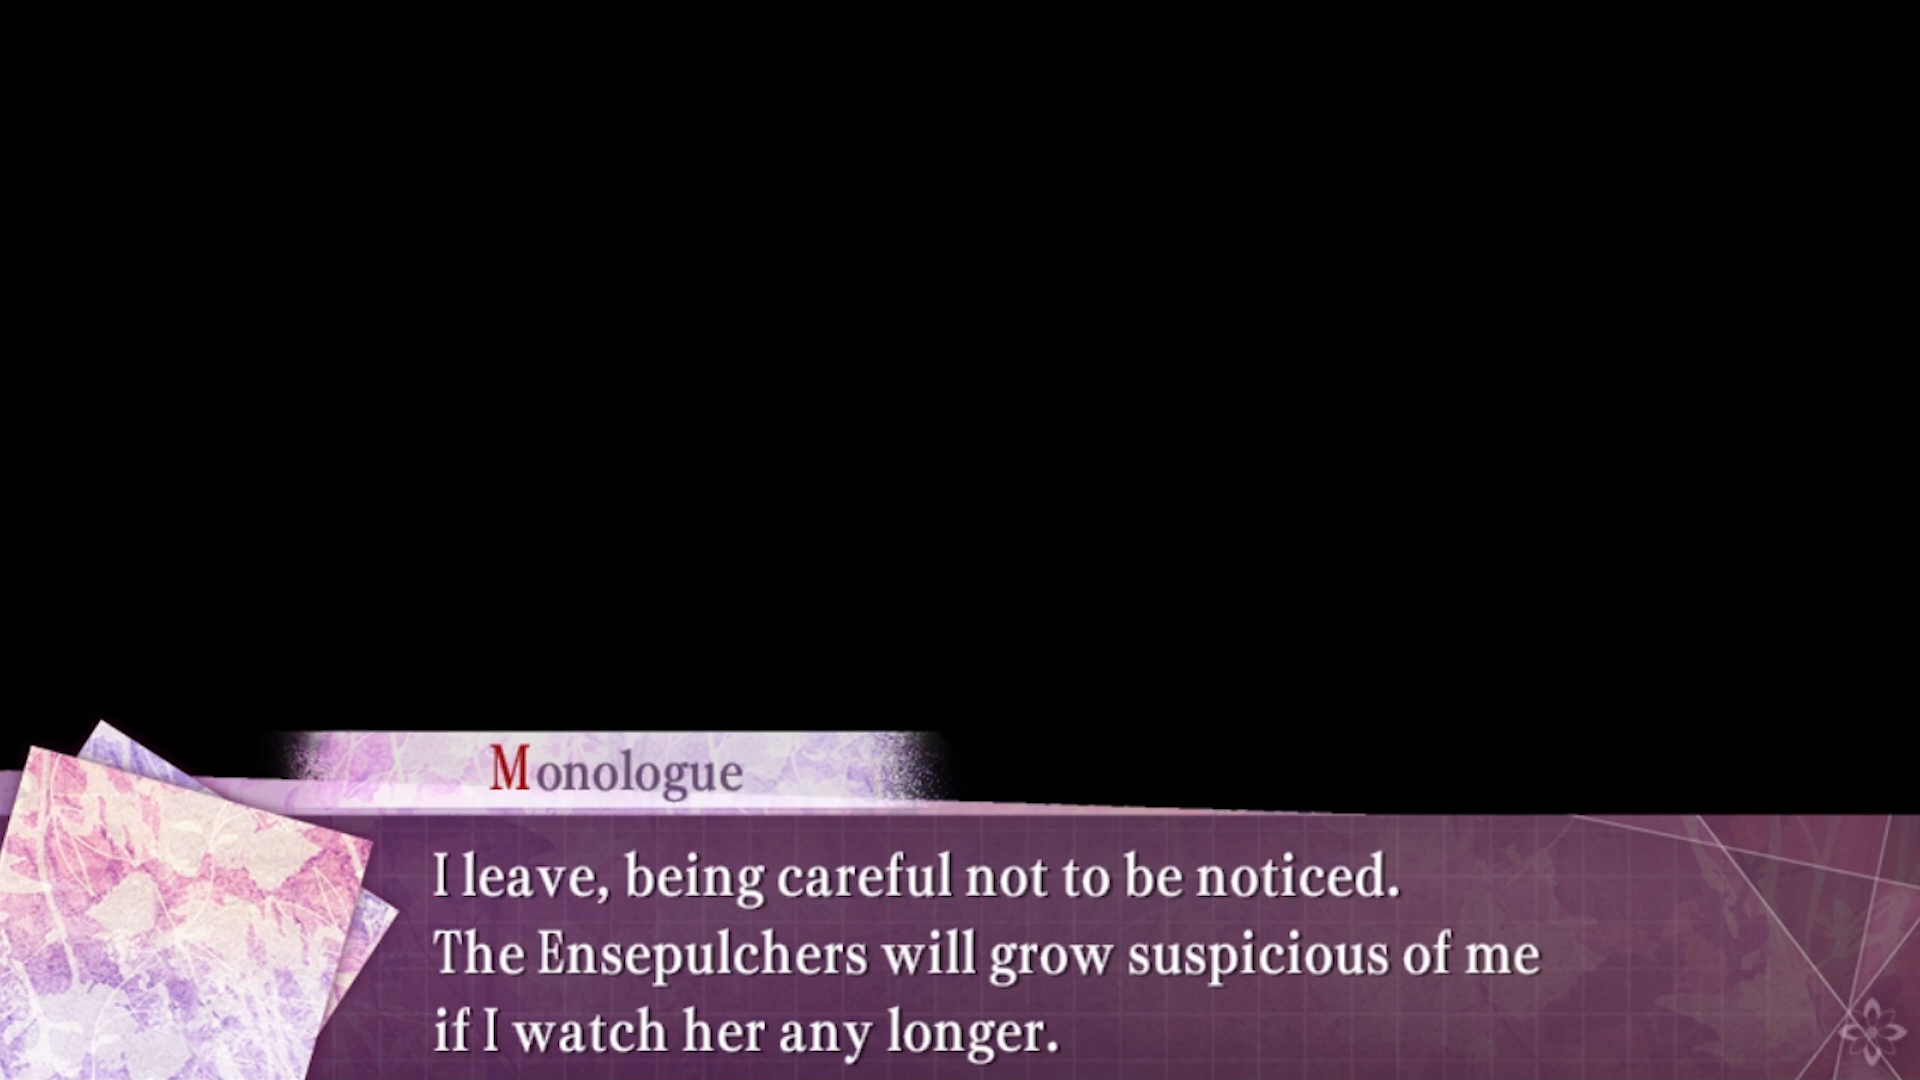 Monologue
I leave, being careful not to be noticed.
The Ensepulchers will grow suspicious of me
if I watch her any longer.